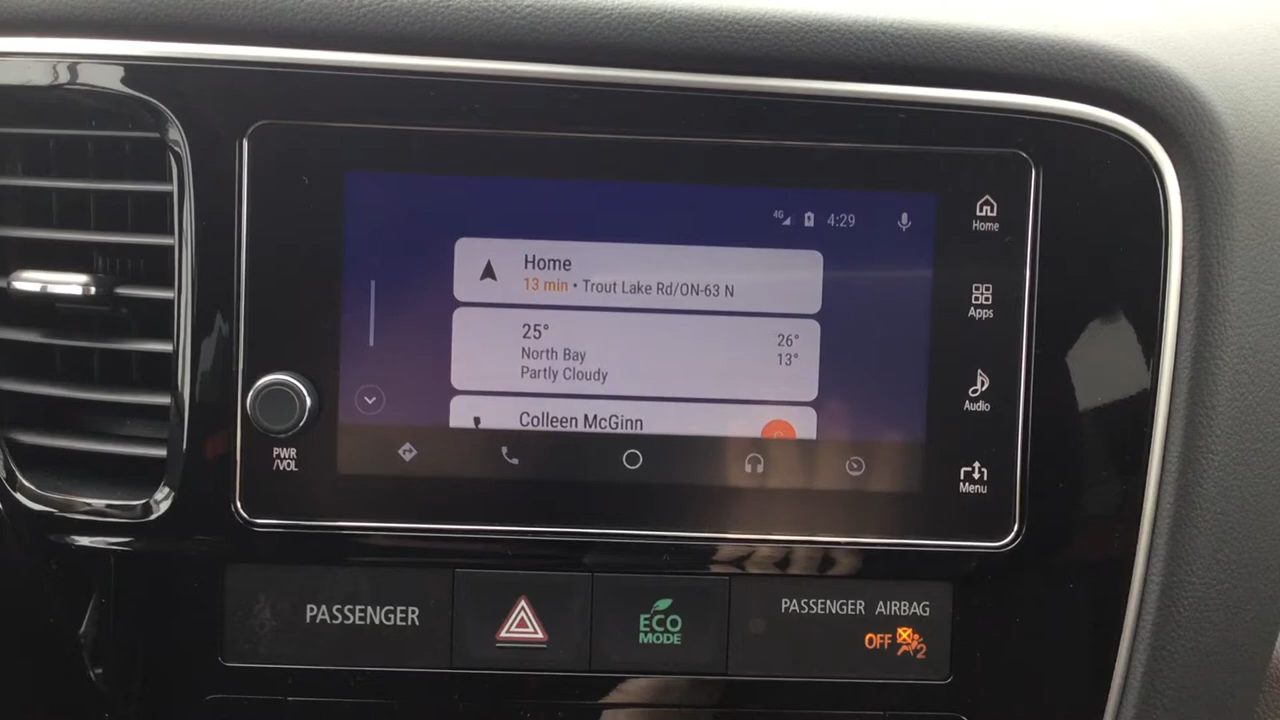 4G 4:29
Home
13 min • Trout Lake Rd/ON-63 N
25°
North Bay
Partly Cloudy
26°
13°
Colleen McGinn
Home
Apps
Audio
Menu
PWR
/VOL
PASSENGER
ECO
MODE
PASSENGER AIRBAG
OFF 2